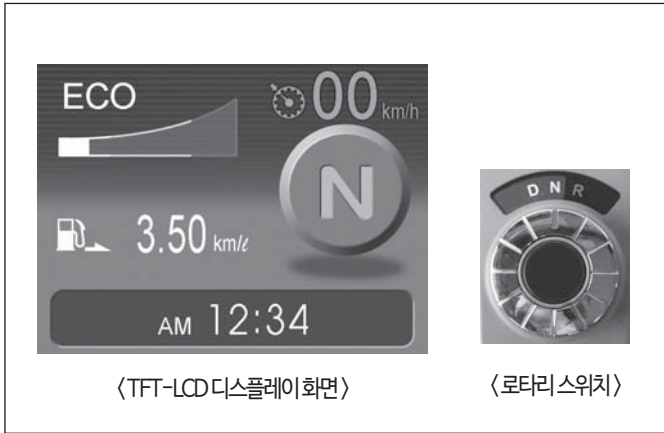 ECO
00 km/h
N
3.50 km/ℓ
AM 12:34
D N R
〈TFT-LCD 디스플레이 화면〉
〈로타리 스위치〉